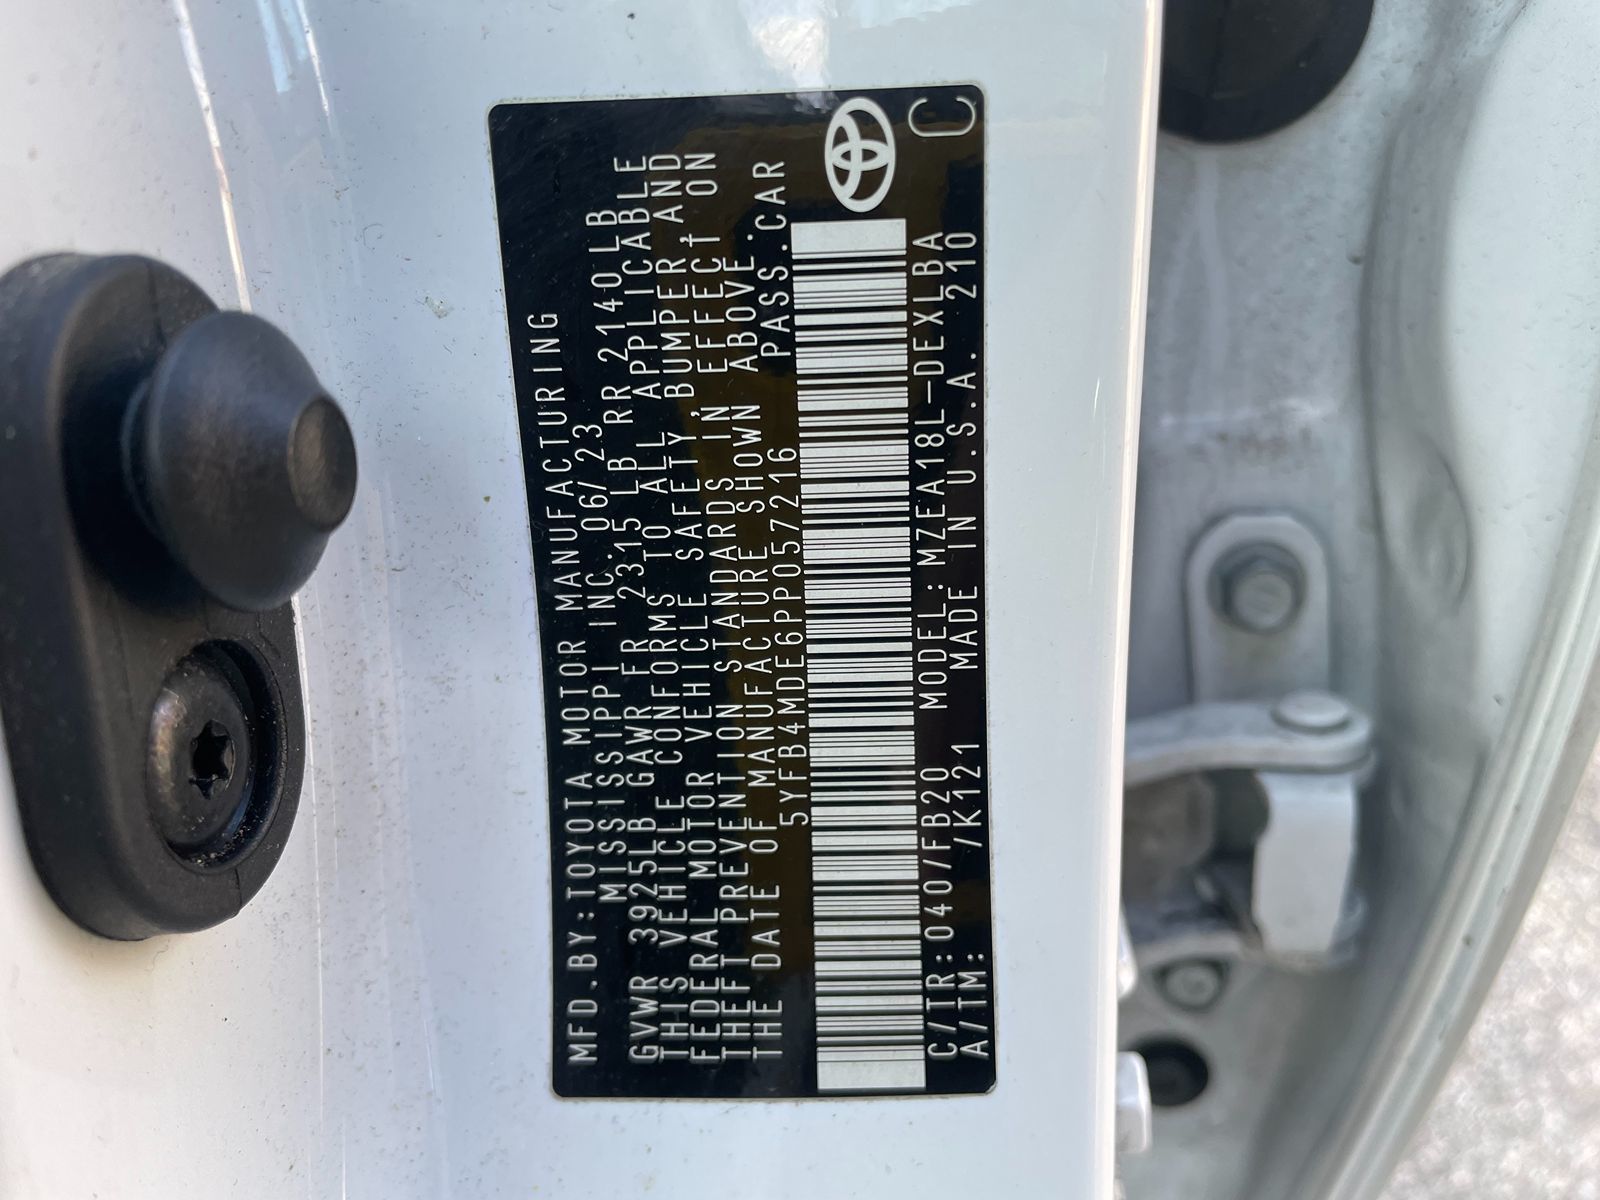 MFD.BY:TOYOTA MOTOR MANUFACTURING
MISSISSIPPI INC. 06/23
GVWR 3925LB GAWR FR 2315 LB RR 2140 LB
THIS VEHICLE CONFORMS TO ALL APPLICABLE
FEDERAL MOTOR VEHICLE SAFETY, BUMPER, AND
THEFT PREVENTION STANDARDS IN EFFECT ON
THE DATE OF MANUFACTURE SHOWN ABOVE.
5YFB4MDE6PP057216 PASS.CAR
C/TR:040/FB20 MODEL:MZEA18L-DEXLBA
A/TM: /K121 MADE IN U.S.A. 210
C